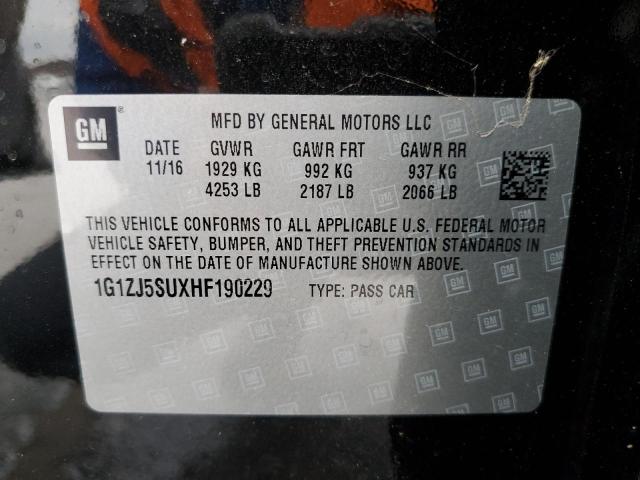 GM ®
MFD BY GENERAL MOTORS LLC
DATE GVWR GAWR FRT GAWR RR
11/16 1929 KG 992 KG 937 KG
4253 LB 2187 LB 2066 LB
THIS VEHICLE CONFORMS TO ALL APPLICABLE U.S. FEDERAL MOTOR
VEHICLE SAFETY, BUMPER, AND THEFT PREVENTION STANDARDS IN
EFFECT ON THE DATE OF MANUFACTURE SHOWN ABOVE.
1G1ZJ5SUXHF190229 TYPE: PASS CAR